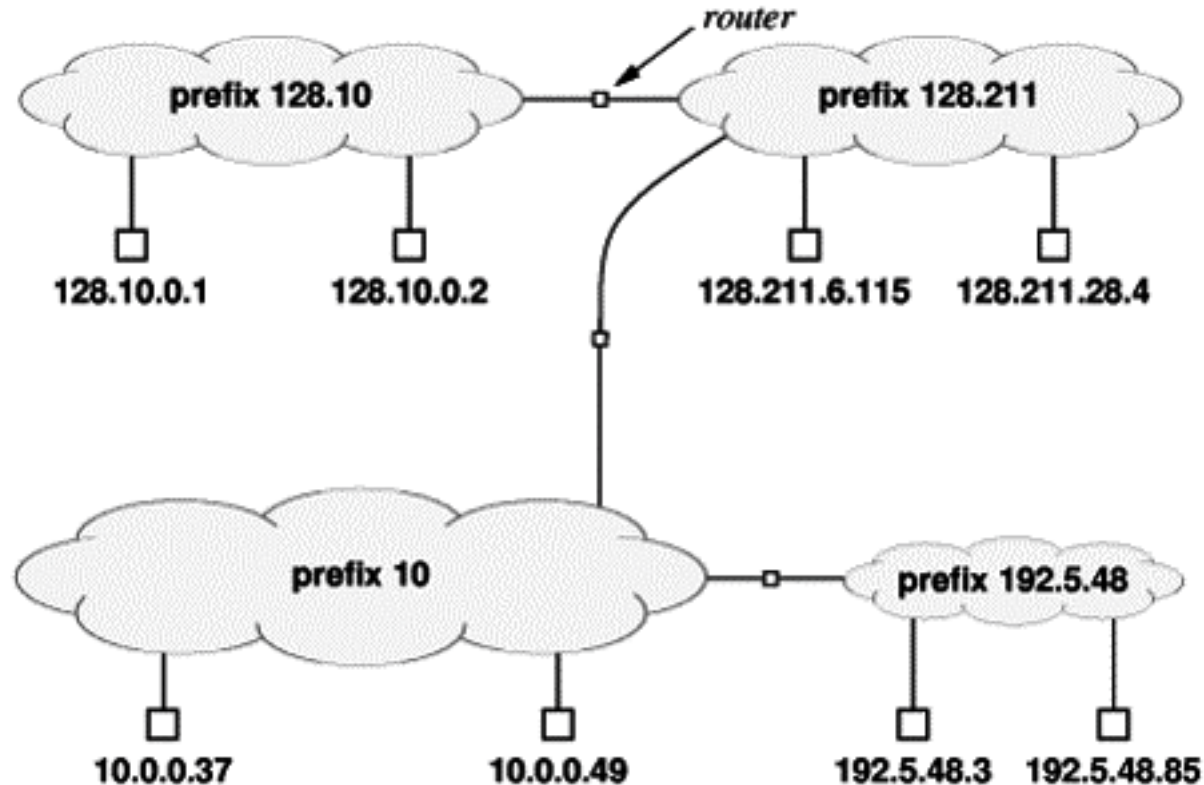 router
prefix 128.10
prefix 128.211
128.10.0.1
128.10.0.2
128.211.6.115
128.211.28.4
prefix 10
prefix 192.5.48
10.0.0.37
10.0.0.49
192.5.48.3
192.5.48.85